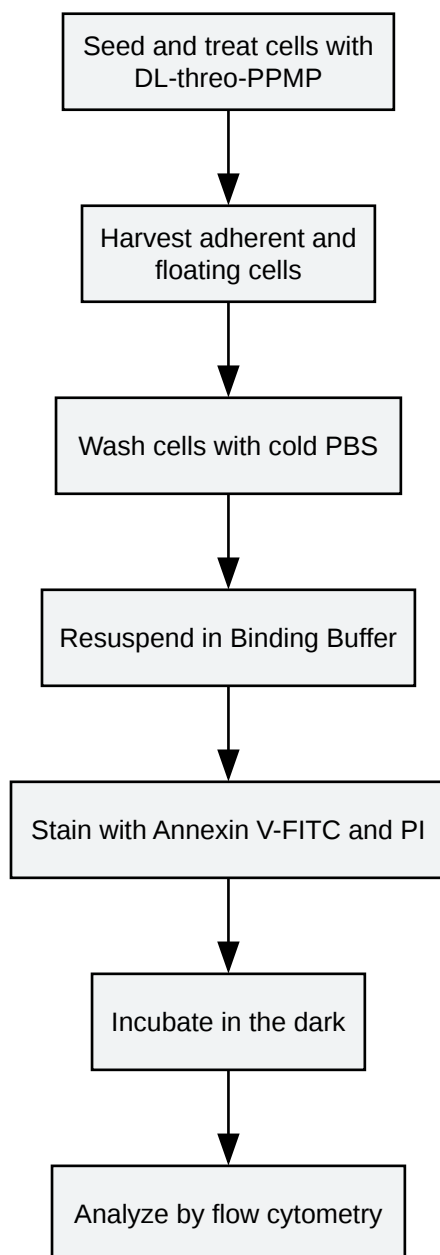 Seed and treat cells with
DL-threo-PPMP
Harvest adherent and
floating cells
Wash cells with cold PBS
Resuspend in Binding Buffer
Stain with Annexin V-FITC and PI
Incubate in the dark
Analyze by flow cytometry